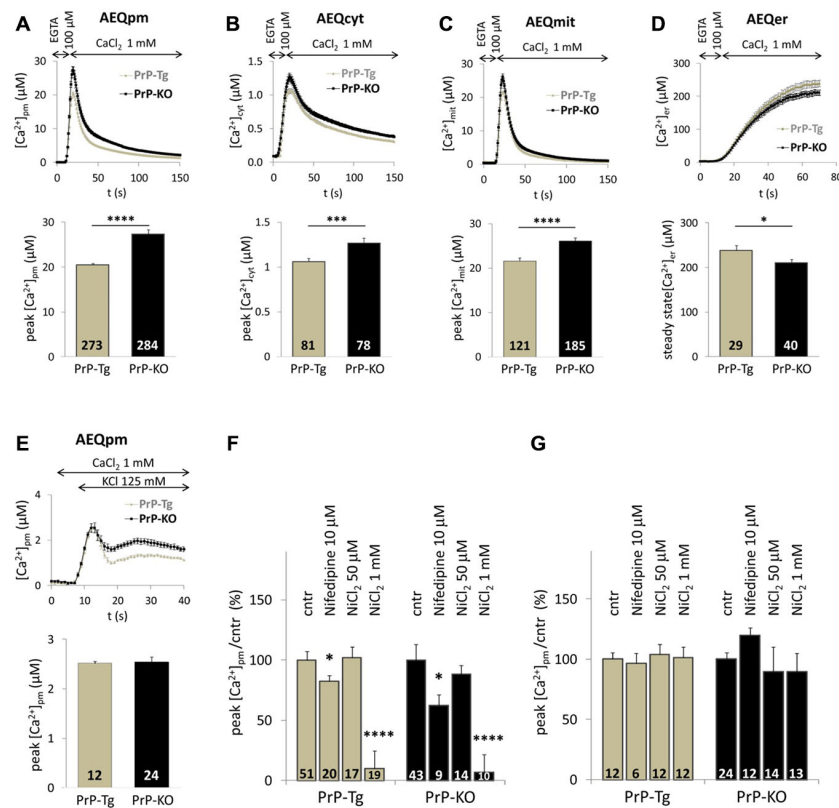 A
AEQpm
EGTA
100 µM
CaCl₂ 1 mM
[Ca²⁺]pm (µM)
30
20
10
0
PrP-Tg
PrP-KO
0 50 100 150
t (s)
peak [Ca²⁺]pm (µM)
30
20
10
0
****
273 284
PrP-Tg PrP-KO
B
AEQcyt
EGTA
100 µM
CaCl₂ 1 mM
[Ca²⁺]cyt (µM)
1.5
1.0
0.5
0.0
PrP-Tg
PrP-KO
0 50 100 150
t (s)
peak [Ca²⁺]cyt (µM)
1.5
1
0.5
0
***
81 78
PrP-Tg PrP-KO
C
AEQmit
EGTA
100 µM
CaCl₂ 1 mM
[Ca²⁺]mit (µM)
30
20
10
0
PrP-Tg
PrP-KO
0 50 100 150
t (s)
peak [Ca²⁺]mit (µM)
30
20
10
0
****
121 185
PrP-Tg PrP-KO
D
AEQer
EGTA
100 µM
CaCl₂ 1 mM
[Ca²⁺]er (µM)
300
200
100
0
PrP-Tg
PrP-KO
0 20 40 60 80
t (s)
steady state[Ca²⁺]er (µM)
300
200
100
0
*
29 40
PrP-Tg PrP-KO
E
AEQpm
CaCl₂ 1 mM
KCl 125 mM
[Ca²⁺]pm (µM)
4
2
0
PrP-Tg
PrP-KO
0 10 20 30 40
t (s)
peak [Ca²⁺]pm (µM)
3
2
1
0
12 24
PrP-Tg PrP-KO
F
peak [Ca²⁺]pm/cntr (%)
150
100
50
0
cntr
Nifedipine 10 µM
NiCl₂ 50 µM
NiCl₂ 1 mM
cntr
Nifedipine 10 µM
NiCl₂ 50 µM
NiCl₂ 1 mM
* **** * ****
51 20 17 19 43 9 14 10
PrP-Tg PrP-KO
G
peak [Ca²⁺]pm/cntr (%)
150
100
50
0
cntr
Nifedipine 10 µM
NiCl₂ 50 µM
NiCl₂ 1 mM
cntr
Nifedipine 10 µM
NiCl₂ 50 µM
NiCl₂ 1 mM
12 6 12 12 24 12 14 13
PrP-Tg PrP-KO